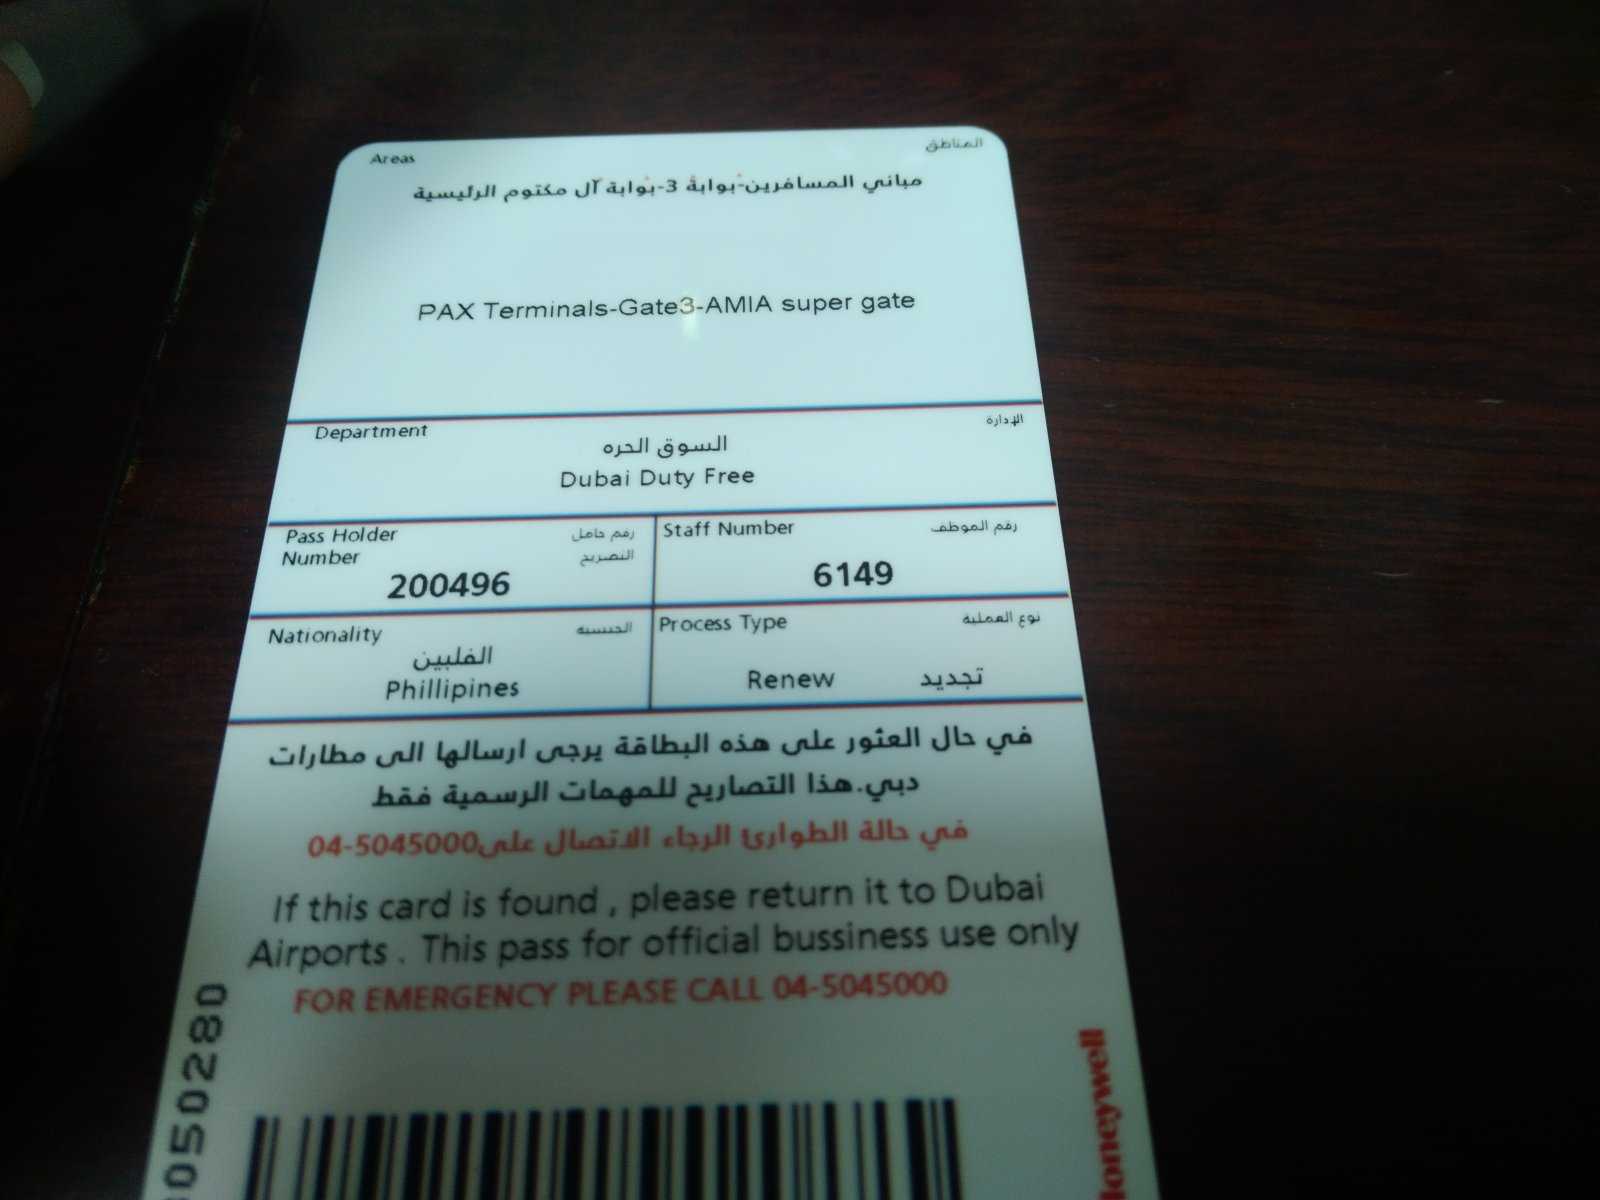 Areas المناطق
مباني المسافرين-بوابة 3-بوابة آل مكتوم الرئيسية
PAX Terminals-Gate3-AMIA super gate
Department الإدارة
السوق الحره
Dubai Duty Free
Pass Holder رقم حامل
Number التصريح
200496
Staff Number رقم الموظف
6149
Nationality الجنسية
الفلبين
Phillipines
Process Type نوع العملية
Renew تجديد
في حال العثور على هذه البطاقة يرجى ارسالها الى مطارات
دبي.هذا التصاريح للمهمات الرسمية فقط
في حالة الطوارئ الرجاء الاتصال على04-5045000
If this card is found , please return it to Dubai
Airports . This pass for official bussiness use only
FOR EMERGENCY PLEASE CALL 04-5045000
050280
Honeywell